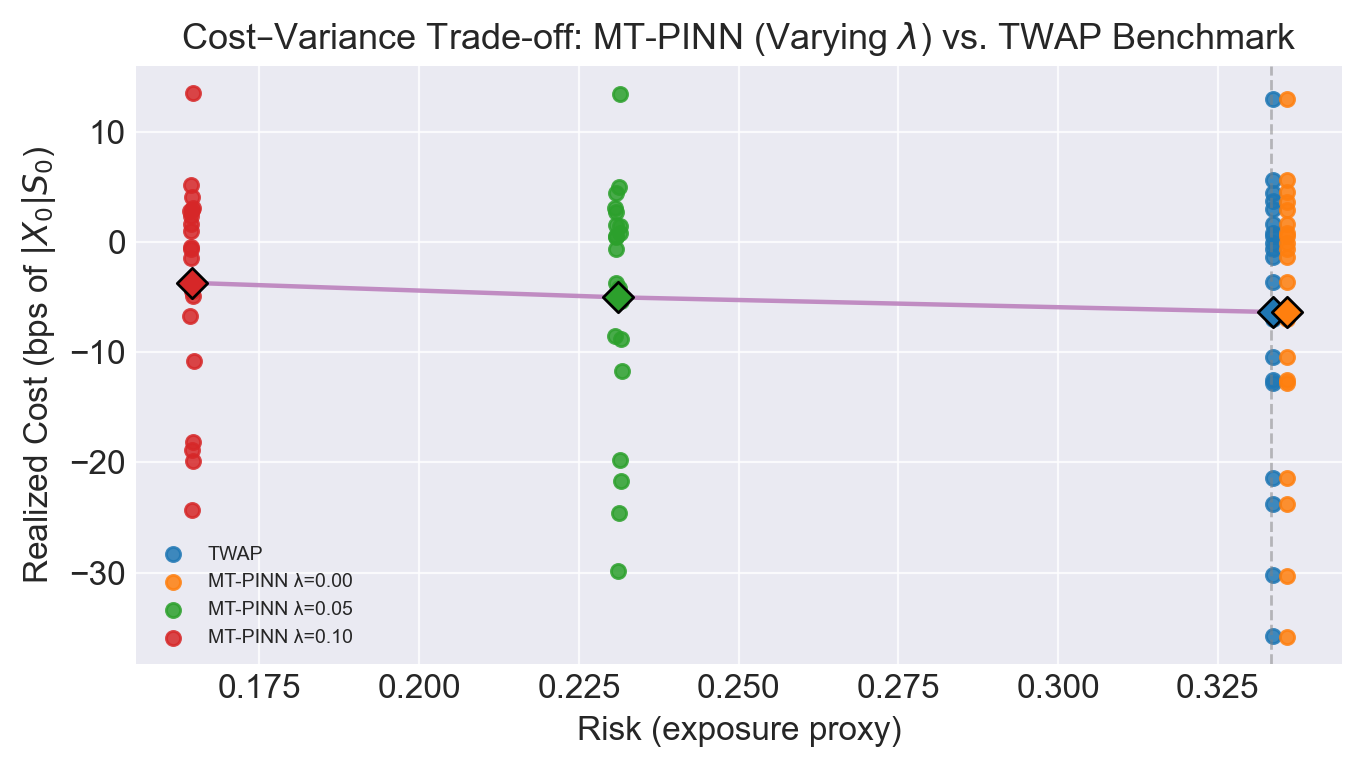 Cost–Variance Trade-off: MT-PINN (Varying λ) vs. TWAP Benchmark
Realized Cost (bps of |X₀|S₀)
10
0
−10
−20
−30
TWAP
MT-PINN λ=0.00
MT-PINN λ=0.05
MT-PINN λ=0.10
0.175 0.200 0.225 0.250 0.275 0.300 0.325
Risk (exposure proxy)